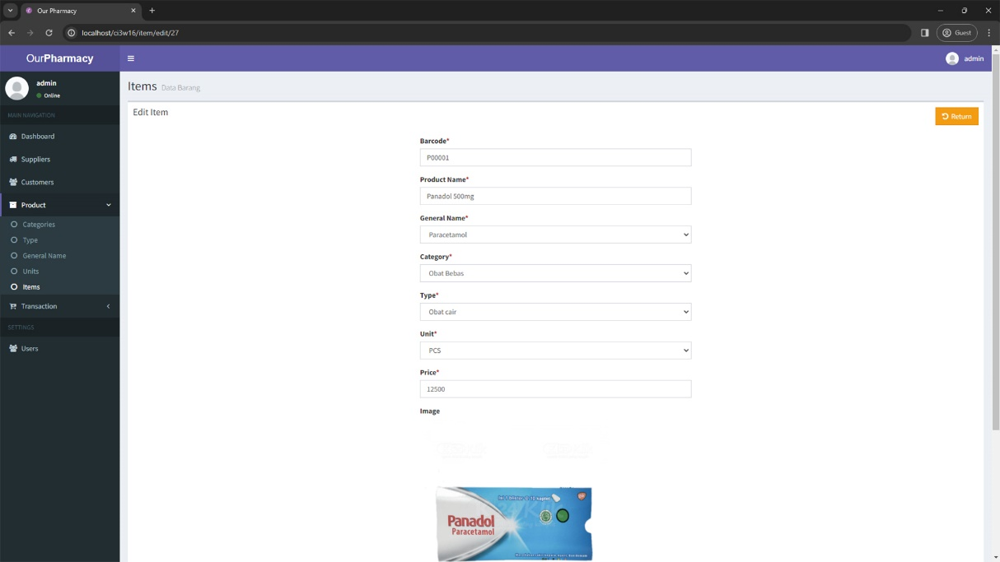 Our Pharmacy
localhost/ci3w16/item/edit/27
Guest
OurPharmacy
admin
admin
Online
MAIN NAVIGATION
Dashboard
Suppliers
Customers
Product
Categories
Type
General Name
Units
Items
Transaction
SETTINGS
Users
Items Data Barang
Edit Item
Return
Barcode*
P00001
Product Name*
Panadol 500mg
General Name*
Paracetamol
Category*
Obat Bebas
Type*
Obat cair
Unit*
PCS
Price*
12500
Image
Panadol
Paracetamol